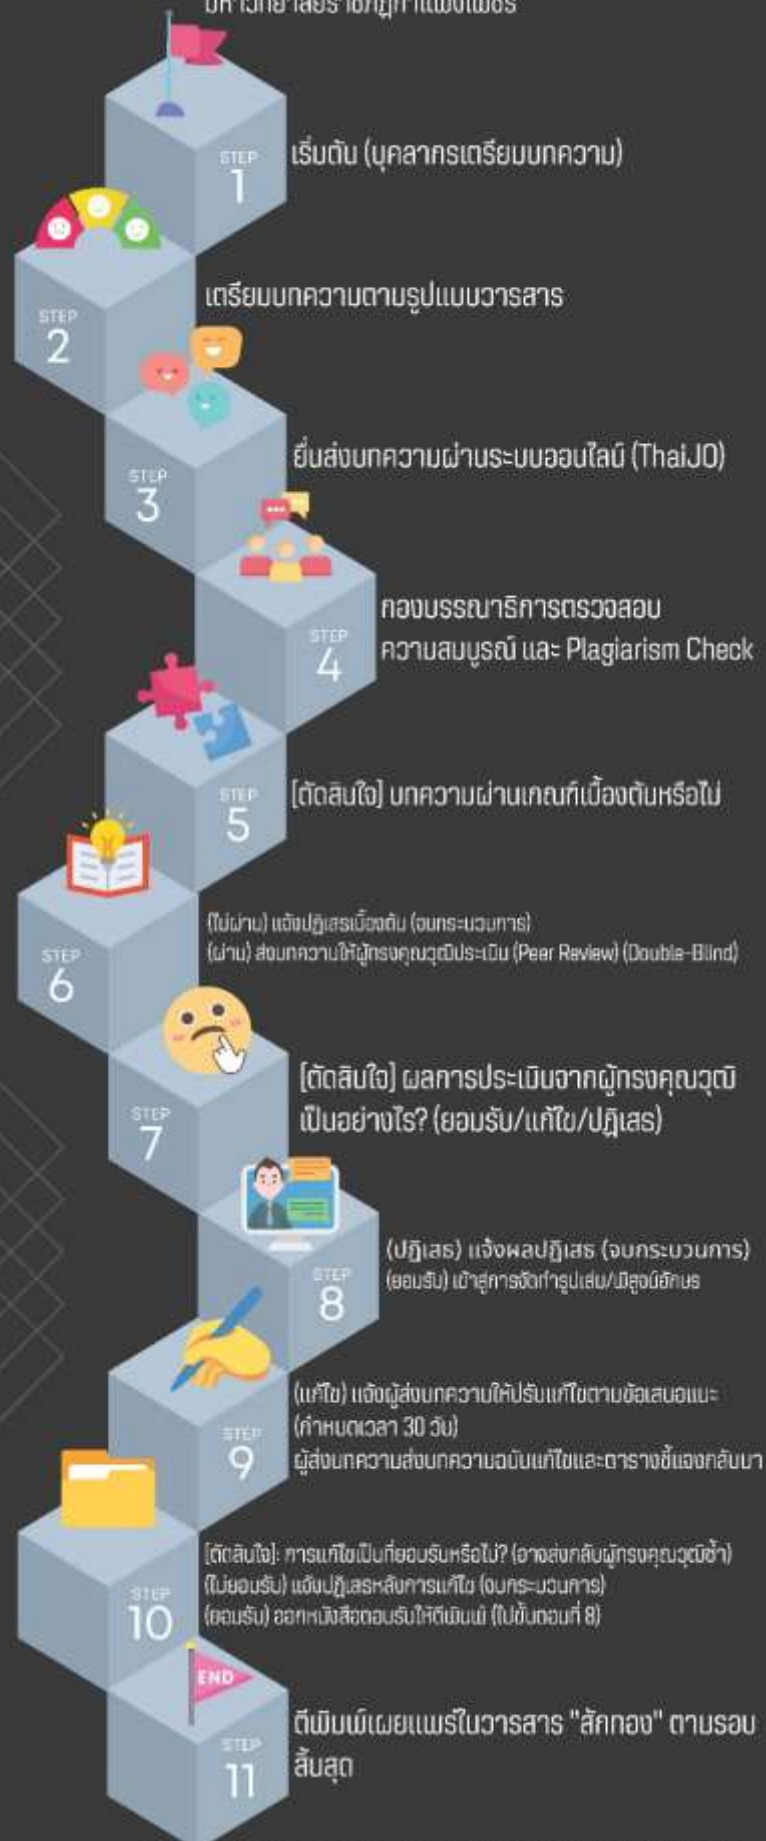 มหาวิทยาลัยราชภัฏกำแพงเพชร
STEP
1
เริ่มต้น (บุคลากรเตรียมบทความ)
STEP
2
เตรียมบทความตามรูปแบบวารสาร
STEP
3
ยื่นส่งบทความผ่านระบบออนไลน์ (ThaiJO)
STEP
4
กองบรรณาธิการตรวจสอบ
ความสมบูรณ์ และ Plagiarism Check
STEP
5
[ตัดสินใจ] บทความผ่านเกณฑ์เบื้องต้นหรือไม่
STEP
6
(ไม่ผ่าน) แจ้งปฏิเสธเบื้องต้น (จบกระบวนการ)
(ผ่าน) ส่งบทความให้ผู้ทรงคุณวุฒิประเมิน (Peer Review) (Double-Blind)
STEP
7
[ตัดสินใจ] ผลการประเมินจากผู้ทรงคุณวุฒิ
เป็นอย่างไร? (ยอมรับ/แก้ไข/ปฏิเสธ)
STEP
8
(ปฏิเสธ) แจ้งผลปฏิเสธ (จบกระบวนการ)
(ยอมรับ) เข้าสู่การจัดทำรูปเล่ม/พิสูจน์อักษร
STEP
9
(แก้ไข) แจ้งผู้ส่งบทความให้ปรับแก้ไขตามข้อเสนอแนะ
(กำหนดเวลา 30 วัน)
ผู้ส่งบทความส่งบทความฉบับแก้ไขและตารางชี้แจงกลับมา
STEP
10
[ตัดสินใจ]: การแก้ไขเป็นที่ยอมรับหรือไม่? (อาจส่งกลับผู้ทรงคุณวุฒิซ้ำ)
(ไม่ยอมรับ) แจ้งปฏิเสธหลังการแก้ไข (จบกระบวนการ)
(ยอมรับ) ออกหนังสือตอบรับให้ตีพิมพ์ (ไปขั้นตอนที่ 8)
END
STEP
11
ตีพิมพ์เผยแพร่ในวารสาร "สักทอง" ตามรอบ
สิ้นสุด